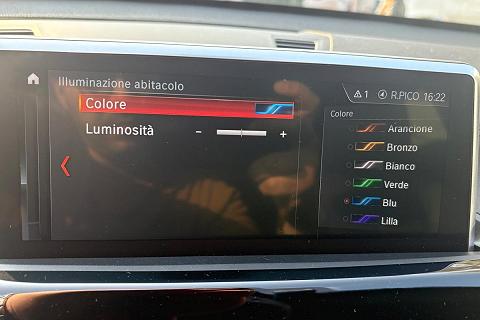 Illuminazione abitacolo
1 R.PICO 16:22
Colore
Luminosità - +
Colore
Arancione
Bronzo
Bianco
Verde
Blu
Lilla